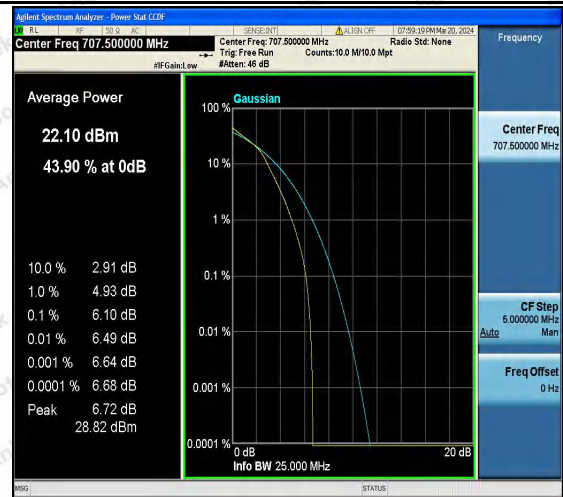 Agilent Spectrum Analyzer - Power Stat CCDF
RL RF 50 Ω AC SENSE:INT ALIGN OFF 07:59:19 PM Mar 20, 2024
Center Freq 707.500000 MHz
Center Freq: 707.500000 MHz Radio Std: None
Trig: Free Run Counts:10.0 M/10.0 Mpt
#IFGain:Low #Atten: 46 dB
Frequency
Average Power
22.10 dBm
43.90 % at 0dB
10.0 % 2.91 dB
1.0 % 4.93 dB
0.1 % 6.10 dB
0.01 % 6.49 dB
0.001 % 6.64 dB
0.0001 % 6.68 dB
Peak 6.72 dB
28.82 dBm
Gaussian
100 %
10 %
1 %
0.1 %
0.01 %
0.001 %
0.0001 %
0 dB 20 dB
Info BW 25.000 MHz
Center Freq
707.500000 MHz
CF Step
5.000000 MHz
Auto Man
Freq Offset
0 Hz
MSG STATUS